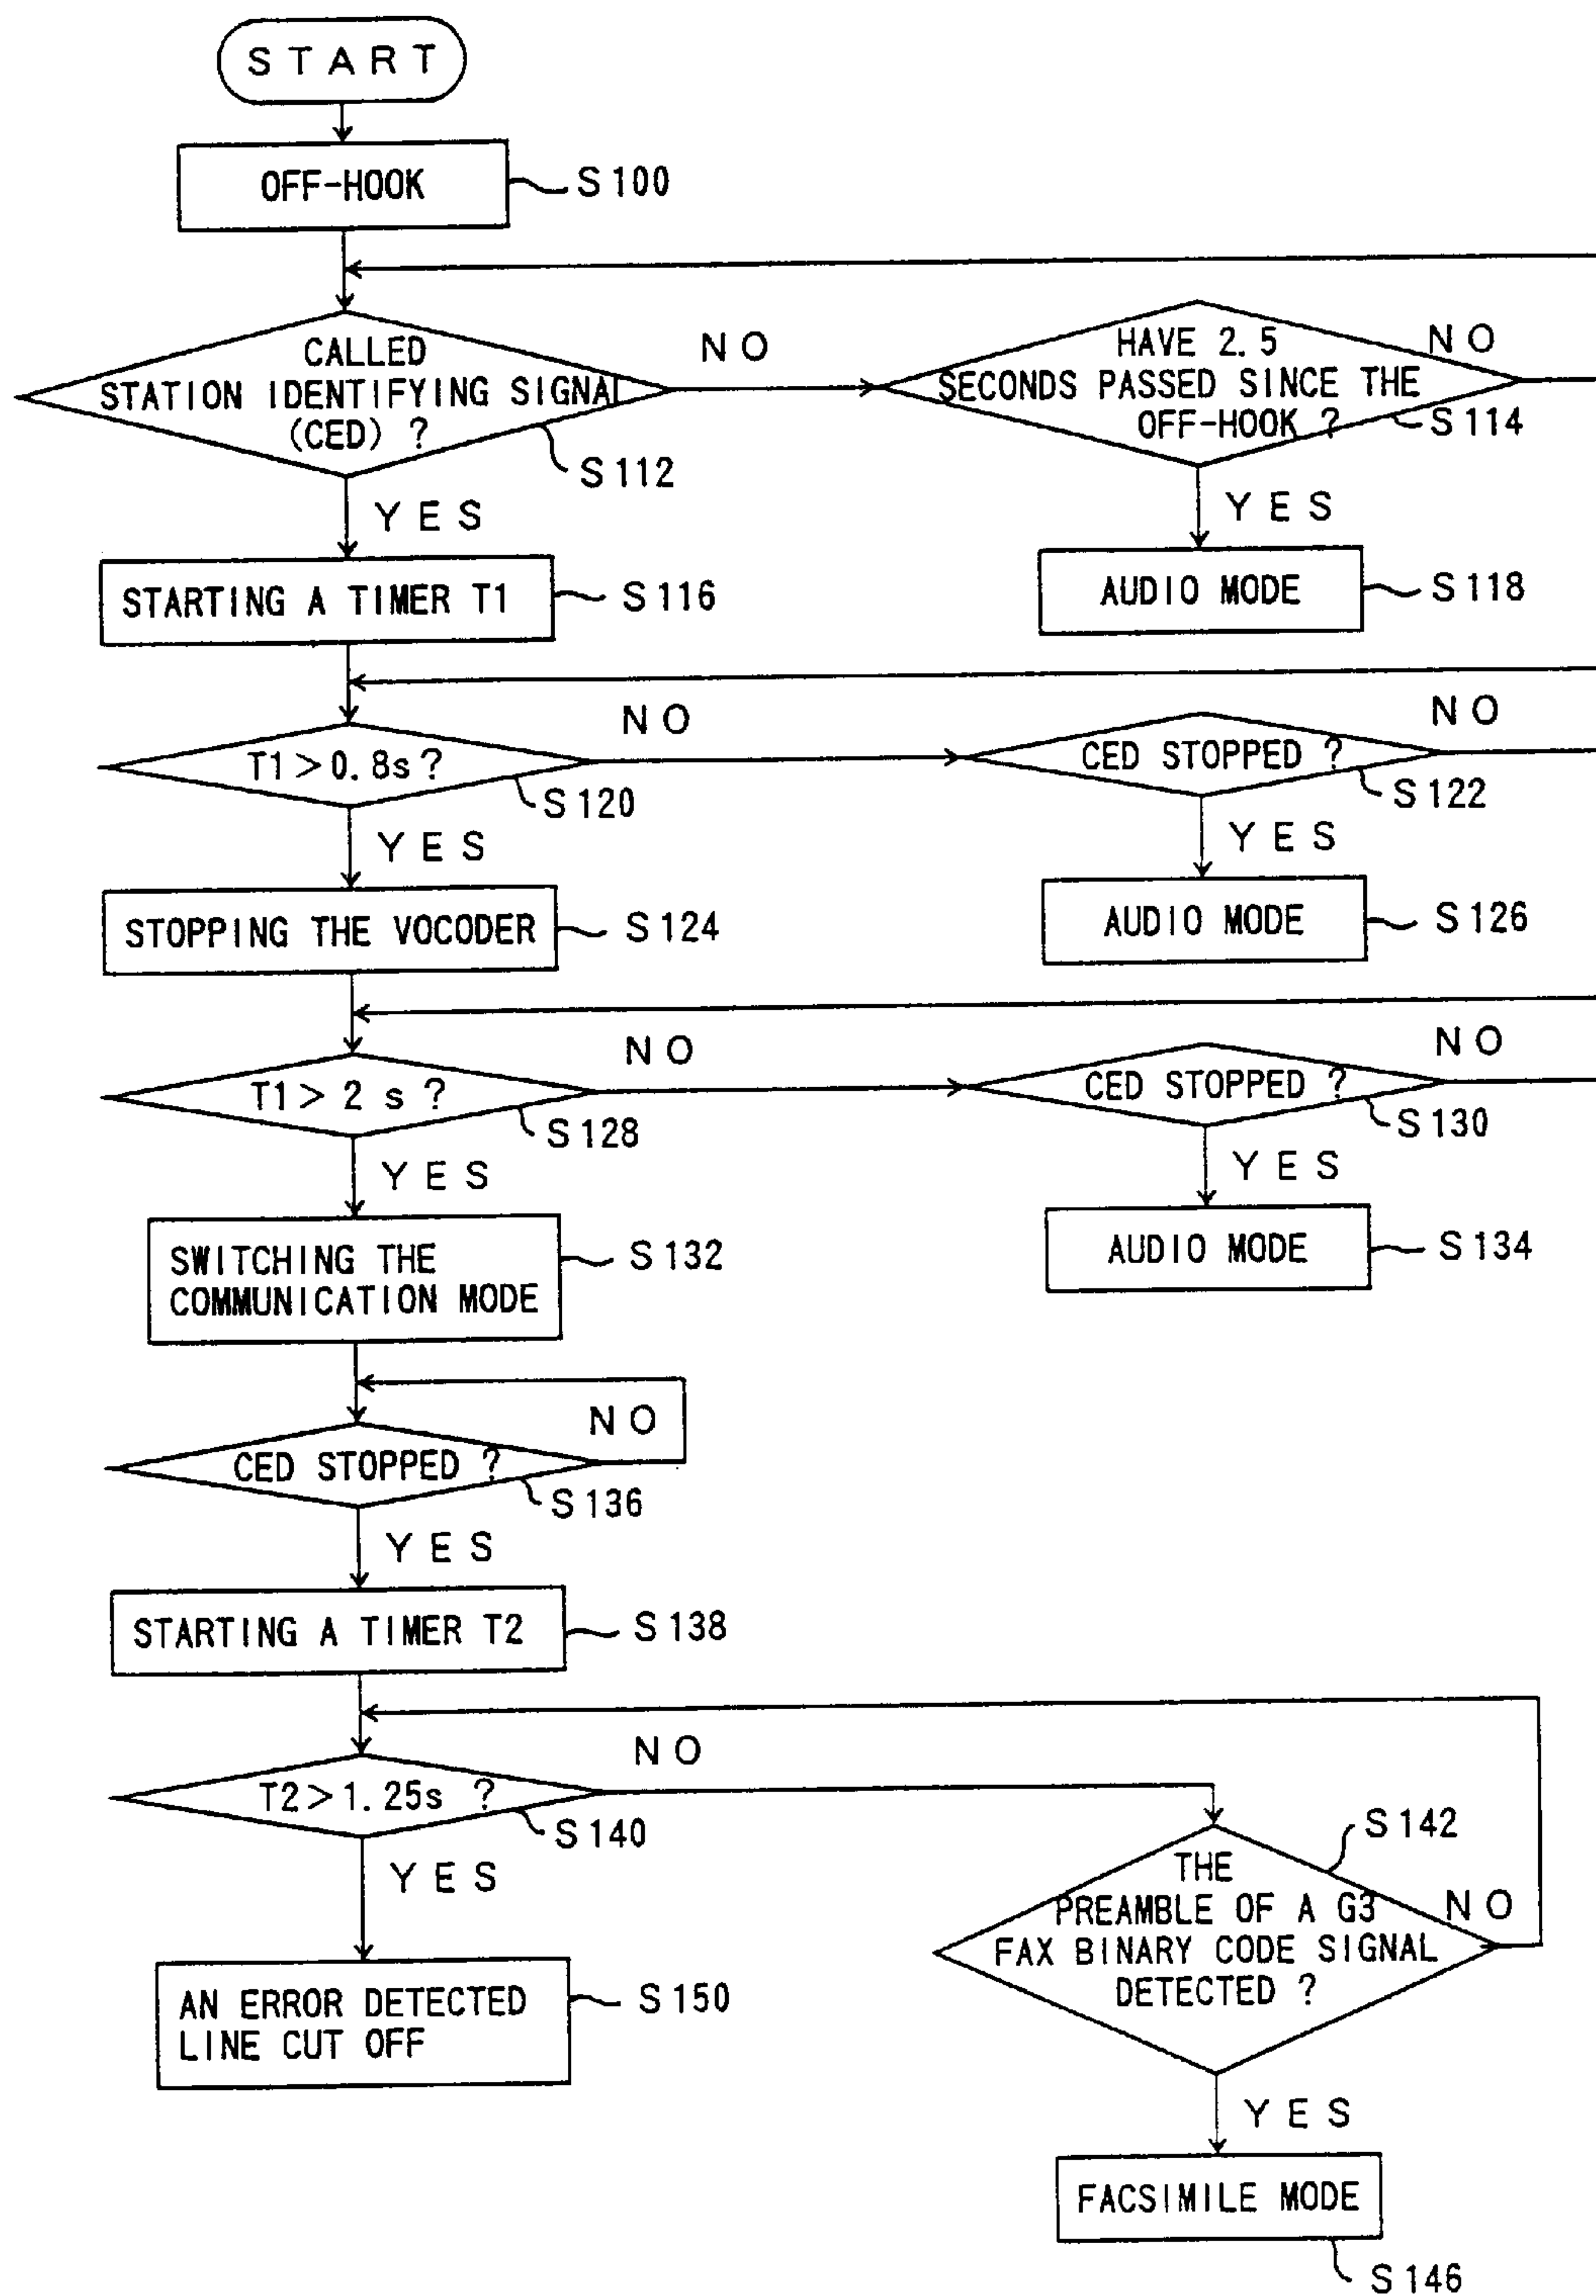 START
OFF-HOOK
S100
CALLED
STATION IDENTIFYING SIGNAL
(CED) ?
S112
NO
HAVE 2.5
SECONDS PASSED SINCE THE
OFF-HOOK ?
S114
NO
YES
YES
STARTING A TIMER T1
S116
AUDIO MODE
S118
T1>0.8s?
S120
NO
CED STOPPED ?
S122
NO
YES
YES
STOPPING THE VOCODER
S124
AUDIO MODE
S126
T1> 2 s ?
S128
NO
CED STOPPED ?
S130
NO
YES
YES
SWITCHING THE
COMMUNICATION MODE
S132
AUDIO MODE
S134
NO
CED STOPPED ?
S136
YES
STARTING A TIMER T2
S138
T2>1.25s ?
S140
NO
YES
S142
THE
PREAMBLE OF A G3
FAX BINARY CODE SIGNAL
DETECTED ?
NO
AN ERROR DETECTED
LINE CUT OFF
S150
YES
FACSIMILE MODE
S146